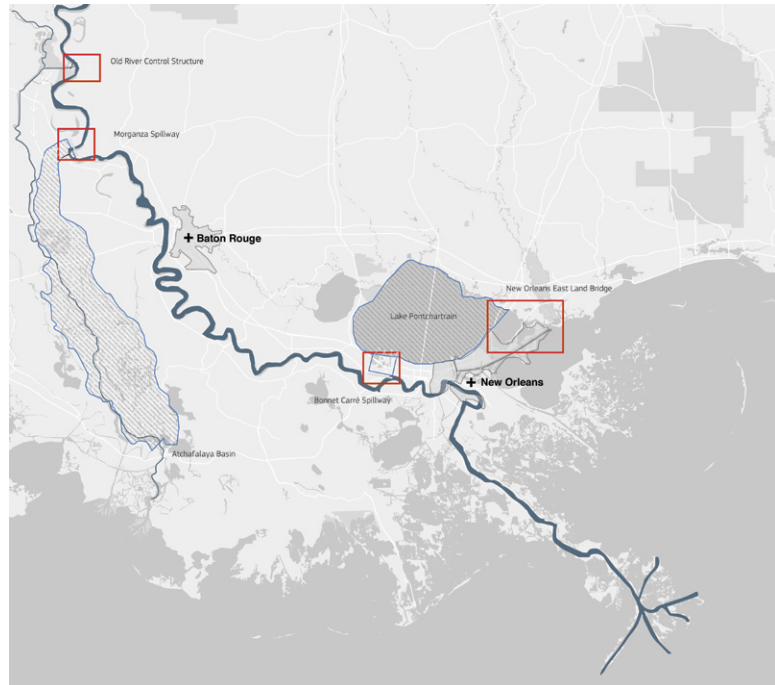 Old River Control Structure
Morganza Spillway
Baton Rouge
New Orleans East Land Bridge
Lake Pontchartrain
New Orleans
Bonnet Carré Spillway
Atchafalaya Basin